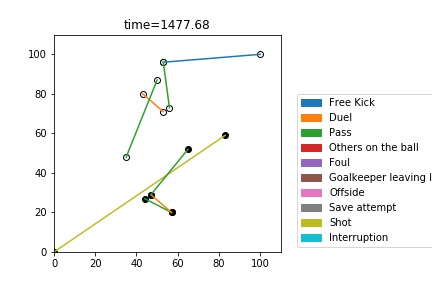 time=1477.68
100
80
60
40
20
0
0
20
40
60
80
100
Free Kick
Duel
Pass
Others on the ball
Foul
Goalkeeper leaving l
Offside
Save attempt
Shot
Interruption